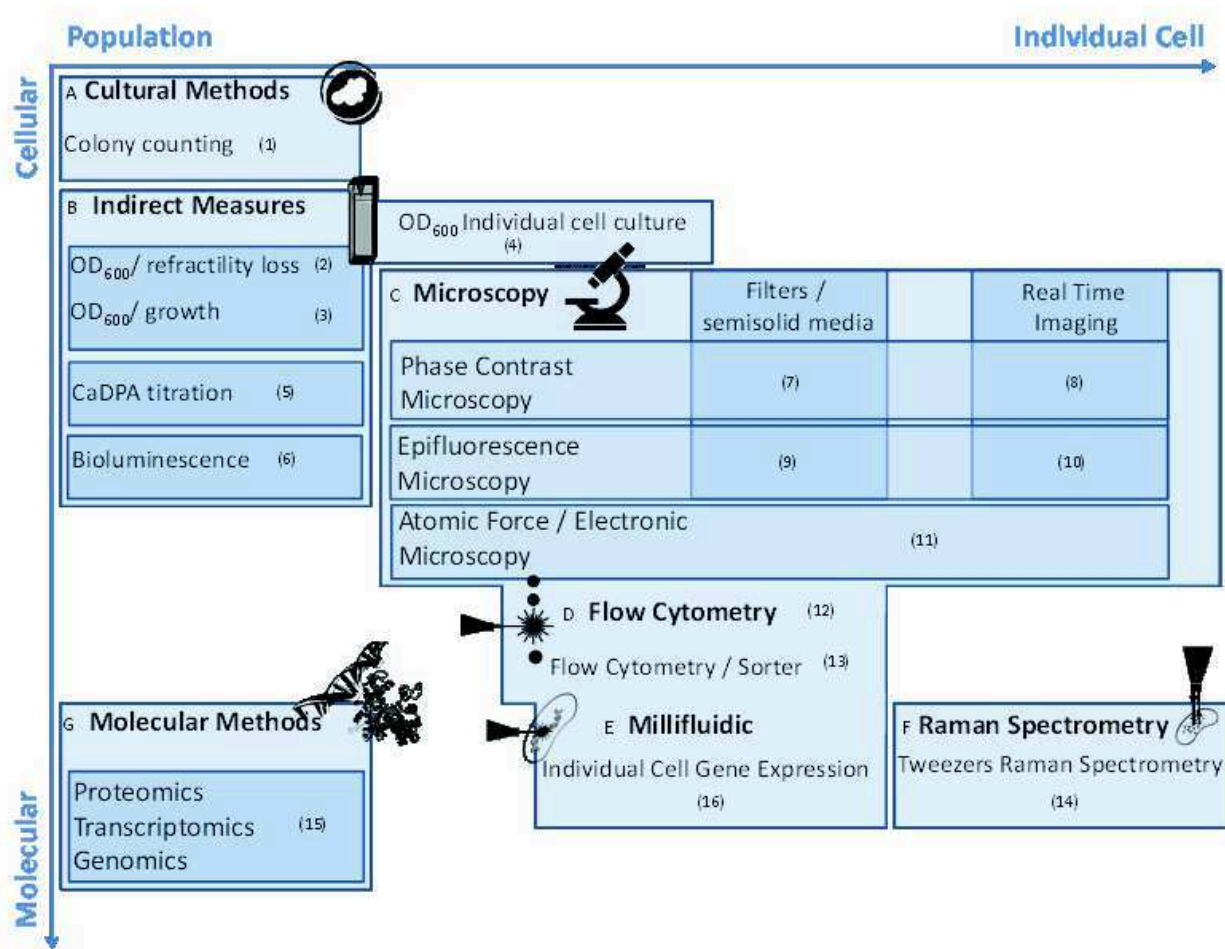 Population
Individual Cell
Cellular
Molecular
A Cultural Methods
Colony counting (1)
B Indirect Measures
OD600/ refractility loss (2)
OD600/ growth (3)
OD600 Individual cell culture
(4)
CaDPA titration (5)
Bioluminescence (6)
C Microscopy
Filters /
semisolid media
Real Time
Imaging
Phase Contrast
Microscopy
(7)
(8)
Epifluorescence
Microscopy
(9)
(10)
Atomic Force / Electronic
Microscopy
(11)
D Flow Cytometry (12)
Flow Cytometry / Sorter (13)
E Millifluidic
Individual Cell Gene Expression
(16)
F Raman Spectrometry
Tweezers Raman Spectrometry
(14)
G Molecular Methods
Proteomics
Transcriptomics (15)
Genomics